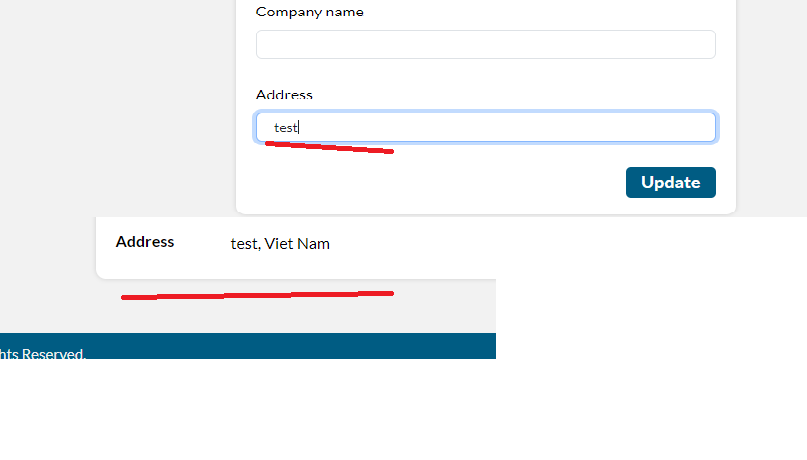 Company name
Address
test
Update
Address test, Viet Nam
hts Reserved.